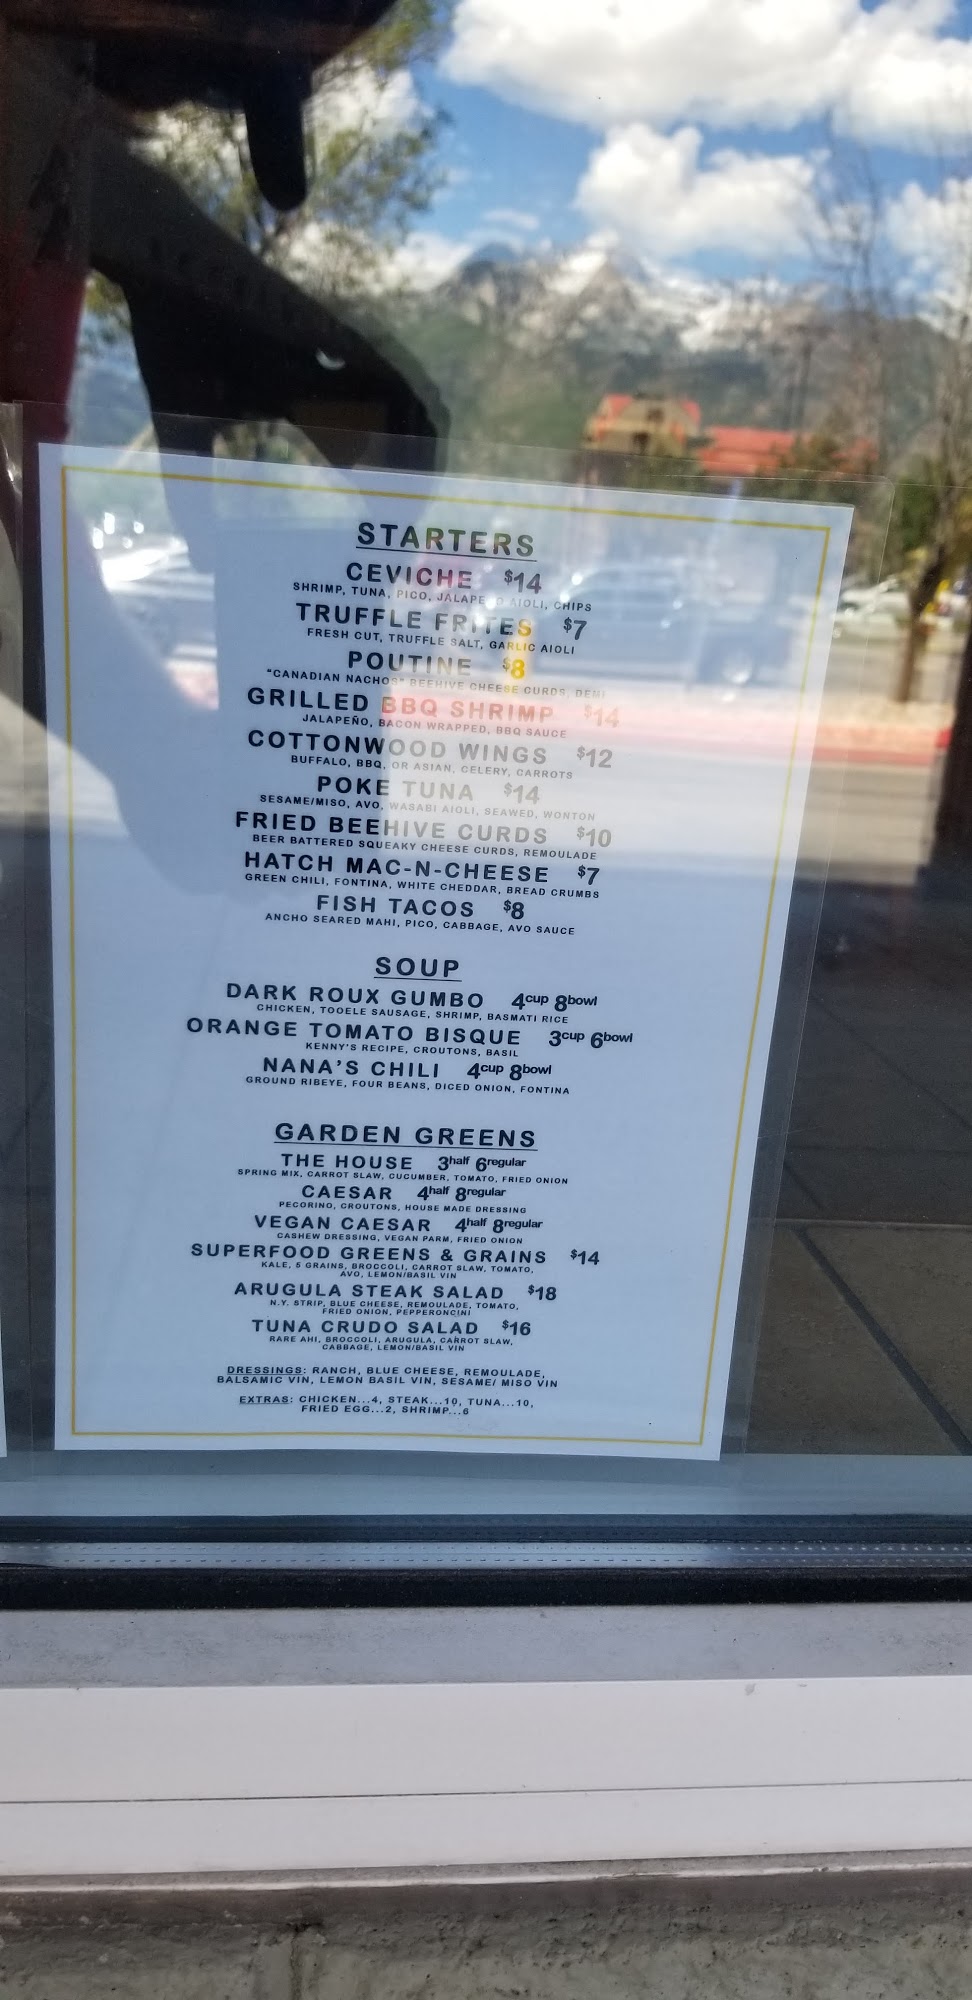 STARTERS
CEVICHE $14
SHRIMP, TUNA, PICO, JALAPEÑO AIOLI, CHIPS
TRUFFLE FRITES $7
FRESH CUT, TRUFFLE SALT, GARLIC AIOLI
POUTINE $8
"CANADIAN NACHOS" BEEHIVE CHEESE CURDS, DEMI
GRILLED BBQ SHRIMP $14
JALAPEÑO, BACON WRAPPED, BBQ SAUCE
COTTONWOOD WINGS $12
BUFFALO, BBQ, OR ASIAN, CELERY, CARROTS
POKE TUNA $14
SESAME/MISO, AVO, WASABI AIOLI, SEAWED, WONTON
FRIED BEEHIVE CURDS $10
BEER BATTERED SQUEAKY CHEESE CURDS, REMOULADE
HATCH MAC-N-CHEESE $7
GREEN CHILI, FONTINA, WHITE CHEDDAR, BREAD CRUMBS
FISH TACOS $8
ANCHO SEARED MAHI, PICO, CABBAGE, AVO SAUCE
SOUP
DARK ROUX GUMBO 4cup 8bowl
CHICKEN, TOOELE SAUSAGE, SHRIMP, BASMATI RICE
ORANGE TOMATO BISQUE 3cup 6bowl
KENNY'S RECIPE, CROUTONS, BASIL
NANA'S CHILI 4cup 8bowl
GROUND RIBEYE, FOUR BEANS, DICED ONION, FONTINA
GARDEN GREENS
THE HOUSE 3half 6regular
SPRING MIX, CARROT SLAW, CUCUMBER, TOMATO, FRIED ONION
CAESAR 4half 8regular
PECORINO, CROUTONS, HOUSE MADE DRESSING
VEGAN CAESAR 4half 8regular
CASHEW DRESSING, VEGAN PARM, FRIED ONION
SUPERFOOD GREENS & GRAINS $14
KALE, 5 GRAINS, BROCCOLI, CARROT SLAW, TOMATO,
AVO, LEMON/BASIL VIN
ARUGULA STEAK SALAD $18
N.Y. STRIP, BLUE CHEESE, REMOULADE, TOMATO,
FRIED ONION, PEPPERONCINI
TUNA CRUDO SALAD $16
RARE AHI, BROCCOLI, ARUGULA, CARROT SLAW,
CABBAGE, LEMON/BASIL VIN
DRESSINGS: RANCH, BLUE CHEESE, REMOULADE,
BALSAMIC VIN, LEMON BASIL VIN, SESAME/ MISO VIN
EXTRAS: CHICKEN...4, STEAK...10, TUNA...10,
FRIED EGG...2, SHRIMP...6